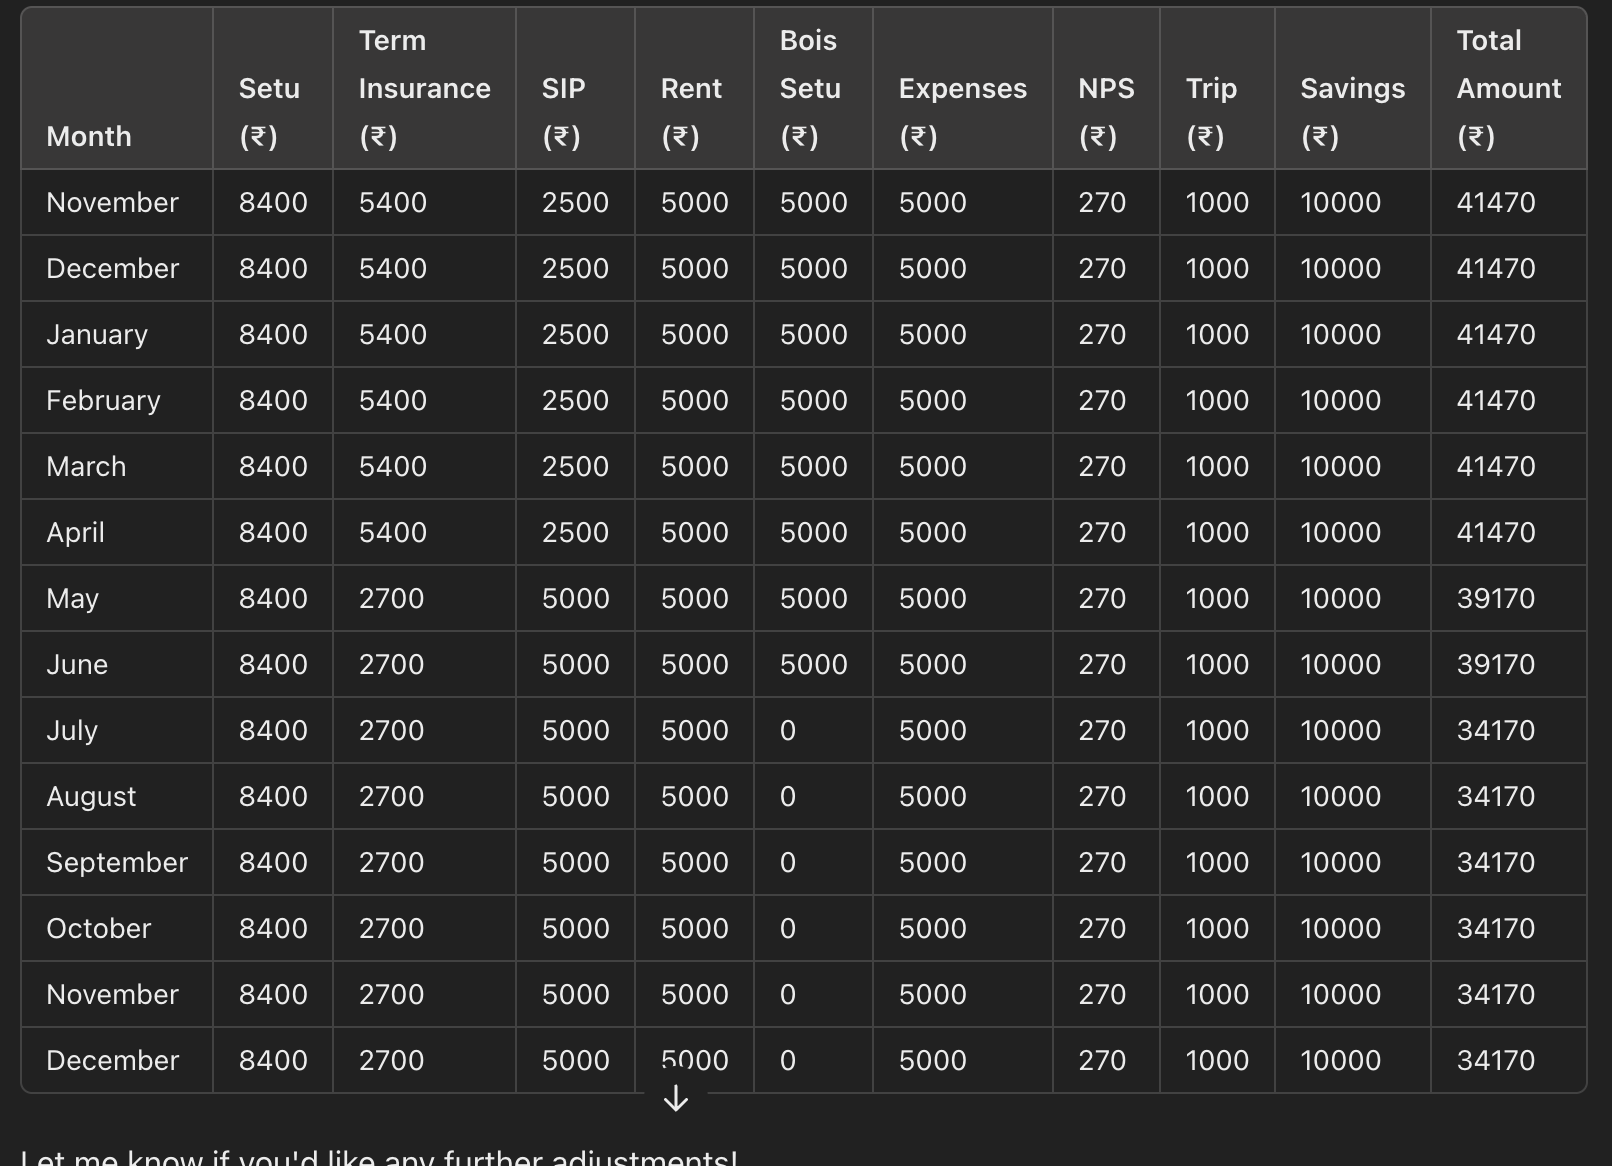 Month Setu (₹) Term Insurance (₹) SIP (₹) Rent (₹) Bois Setu (₹) Expenses (₹) NPS (₹) Trip (₹) Savings (₹) Total Amount (₹)
November 8400 5400 2500 5000 5000 5000 270 1000 10000 41470
December 8400 5400 2500 5000 5000 5000 270 1000 10000 41470
January 8400 5400 2500 5000 5000 5000 270 1000 10000 41470
February 8400 5400 2500 5000 5000 5000 270 1000 10000 41470
March 8400 5400 2500 5000 5000 5000 270 1000 10000 41470
April 8400 5400 2500 5000 5000 5000 270 1000 10000 41470
May 8400 2700 5000 5000 5000 5000 270 1000 10000 39170
June 8400 2700 5000 5000 5000 5000 270 1000 10000 39170
July 8400 2700 5000 5000 0 5000 270 1000 10000 34170
August 8400 2700 5000 5000 0 5000 270 1000 10000 34170
September 8400 2700 5000 5000 0 5000 270 1000 10000 34170
October 8400 2700 5000 5000 0 5000 270 1000 10000 34170
November 8400 2700 5000 5000 0 5000 270 1000 10000 34170
December 8400 2700 5000 5000 0 5000 270 1000 10000 34170
Let me know if you'd like any further adjustments!